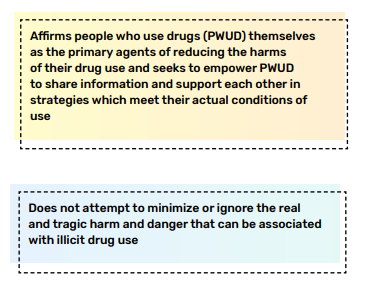 Affirms people who use drugs (PWUD) themselves
as the primary agents of reducing the harms
of their drug use and seeks to empower PWUD
to share information and support each other in
strategies which meet their actual conditions of
use
Does not attempt to minimize or ignore the real
and tragic harm and danger that can be associated
with illicit drug use